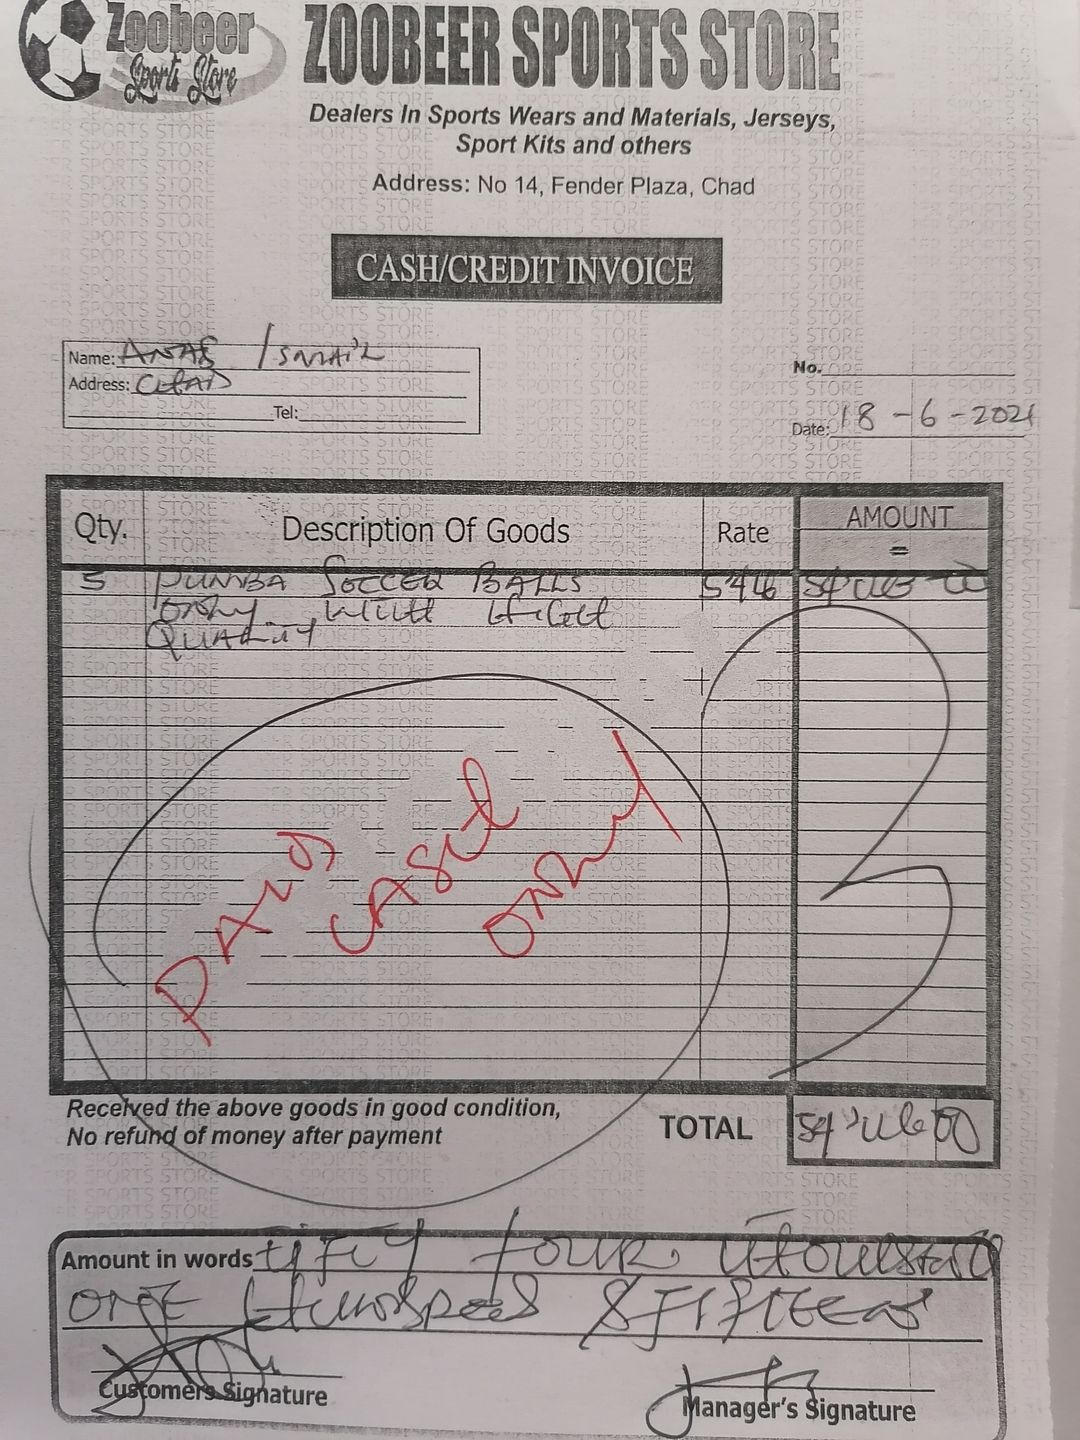 Zoobeer
Sports Store
ZOOBEER SPORTS STORE
Dealers In Sports Wears and Materials, Jerseys,
Sport Kits and others
Address: No 14, Fender Plaza, Chad
CASH/CREDIT INVOICE
Name: ANAS Ismail
Address: CHAD
Tel:
No.
Date: 18-6-2021
Qty. Description Of Goods Rate AMOUNT
=
5 PUMBA SOCCER BALLS
ONLY WITH HIGH
QUALITY
PAID
CASH
ONLY
Received the above goods in good condition,
No refund of money after payment
TOTAL
Amount in words FIFTY FOUR THOUSAND
ONE HUNDRED & FIFTEEN
Customers Signature
Manager's Signature